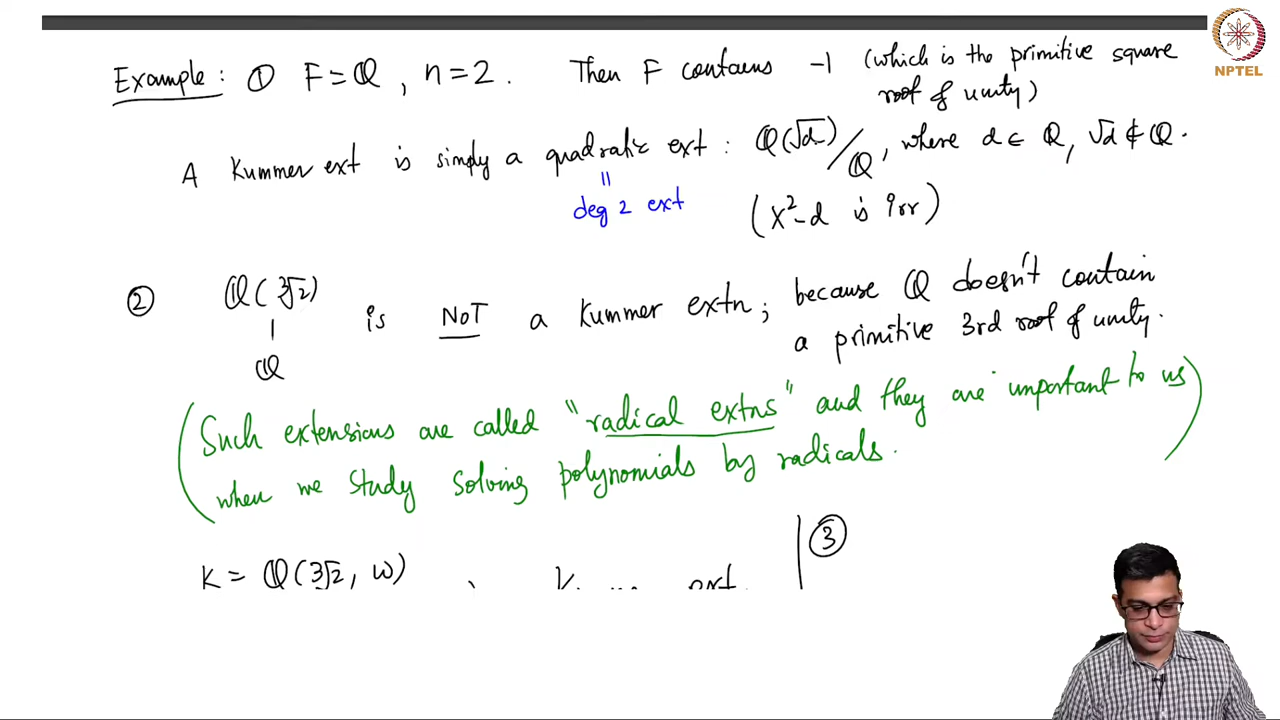 Example: ① F = ℚ, n = 2. Then F contains -1 (which is the primitive square root of unity)
A Kummer ext is simply a quadratic ext: ℚ(√d)/ℚ, where d ∈ ℚ, √d ∉ ℚ.
||
deg 2 ext (x²-d is irr)
② ℚ(∛2) | ℚ is NOT a Kummer extn; because ℚ doesn't contain a primitive 3rd root of unity.
(Such extensions are called "radical extns" and they are important to us
when we study solving polynomials by radicals.)
K = ℚ(∛2, ω) ext
③
NPTEL